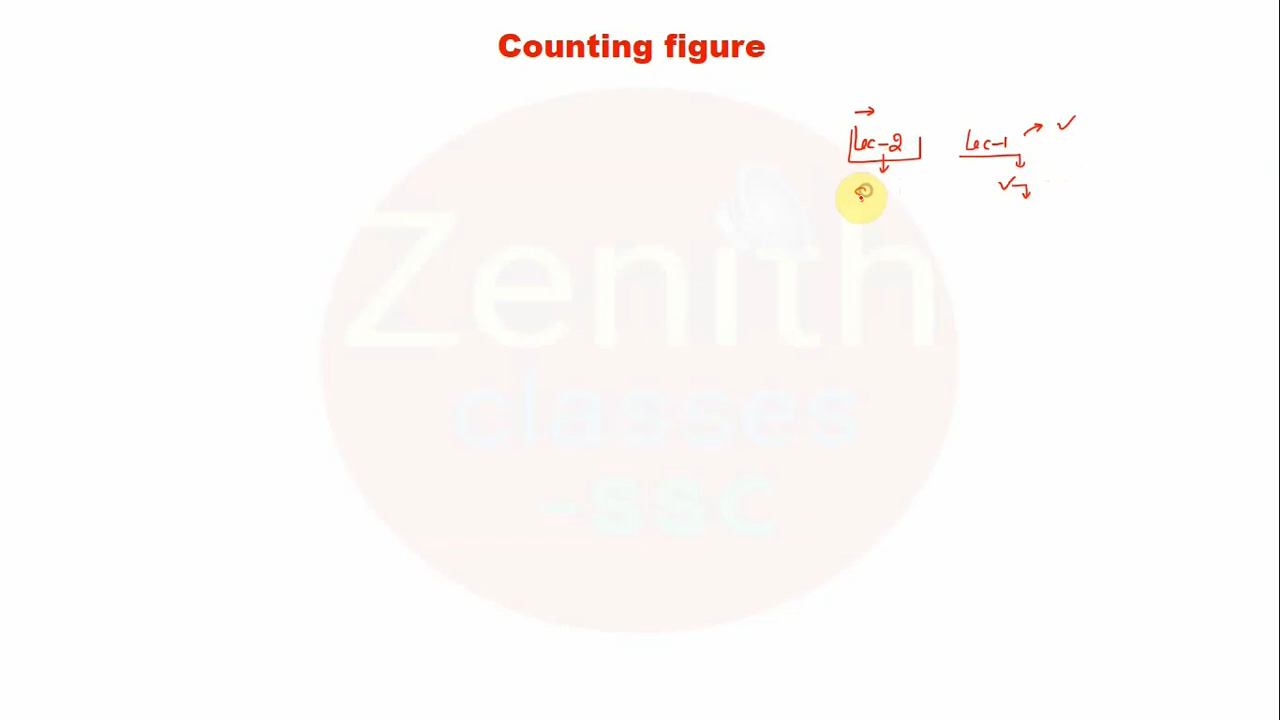 Counting figure
Lec-2 Lec-1
Zenith
classes
-SSC